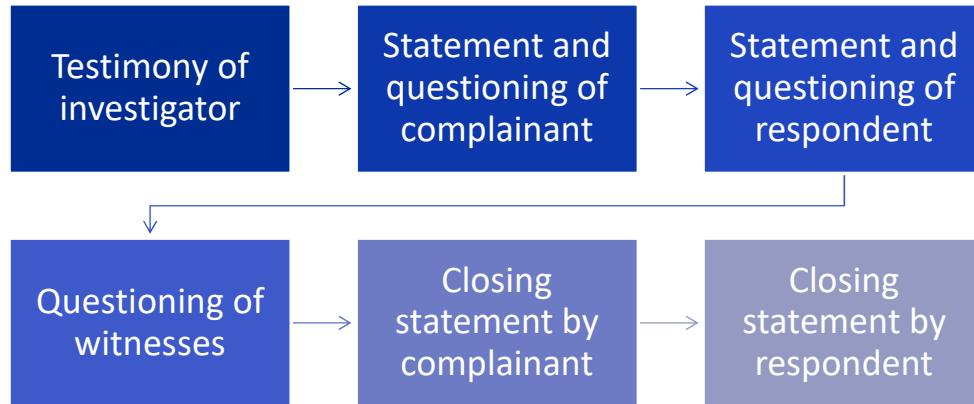 Testimony of
investigator
Statement and
questioning of
complainant
Statement and
questioning of
respondent
Questioning of
witnesses
Closing
statement by
complainant
Closing
statement by
respondent